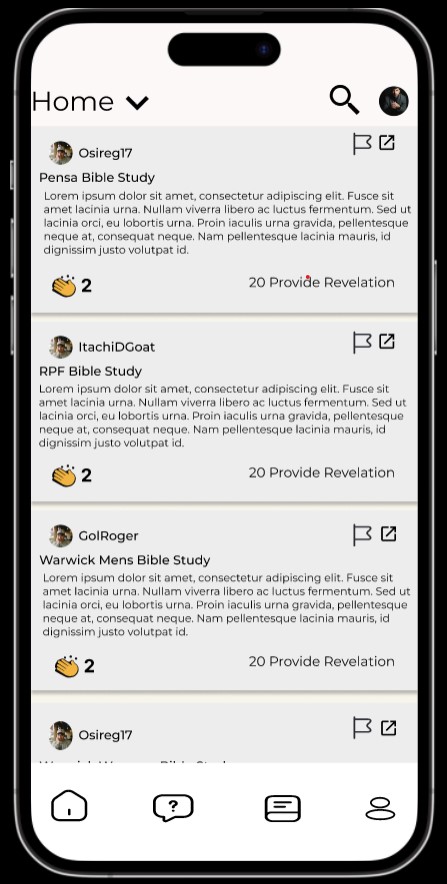 Home
Osireg17
Pensa Bible Study
Lorem ipsum dolor sit amet, consectetur adipiscing elit. Fusce sit
amet lacinia urna. Nullam viverra libero ac luctus fermentum. Sed ut
lacinia orci, eu lobortis urna. Proin iaculis urna gravida, pellentesque
neque at, consequat neque. Nam pellentesque lacinia mauris, id
dignissim justo volutpat id.
2
20 Provide Revelation
ItachiDGoat
RPF Bible Study
Lorem ipsum dolor sit amet, consectetur adipiscing elit. Fusce sit
amet lacinia urna. Nullam viverra libero ac luctus fermentum. Sed ut
lacinia orci, eu lobortis urna. Proin iaculis urna gravida, pellentesque
neque at, consequat neque. Nam pellentesque lacinia mauris, id
dignissim justo volutpat id.
2
20 Provide Revelation
GolRoger
Warwick Mens Bible Study
Lorem ipsum dolor sit amet, consectetur adipiscing elit. Fusce sit
amet lacinia urna. Nullam viverra libero ac luctus fermentum. Sed ut
lacinia orci, eu lobortis urna. Proin iaculis urna gravida, pellentesque
neque at, consequat neque. Nam pellentesque lacinia mauris, id
dignissim justo volutpat id.
2
20 Provide Revelation
Osireg17
?